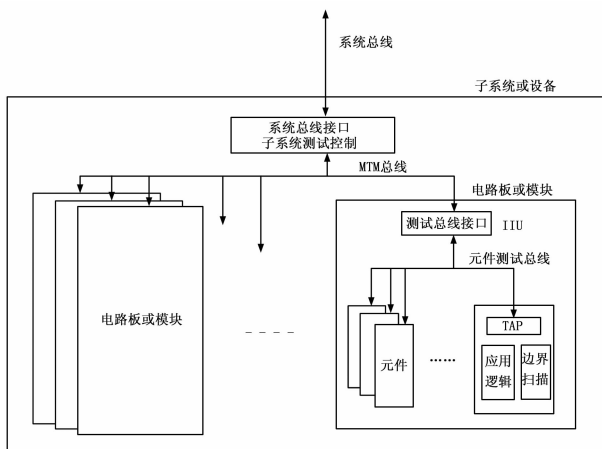 系统总线
子系统或设备
系统总线接口
子系统测试控制
MTM总线
电路板或模块
测试总线接口
IIU
元件测试总线
电路板或模块
TAP
元件
……
应用
逻辑
边界
扫描